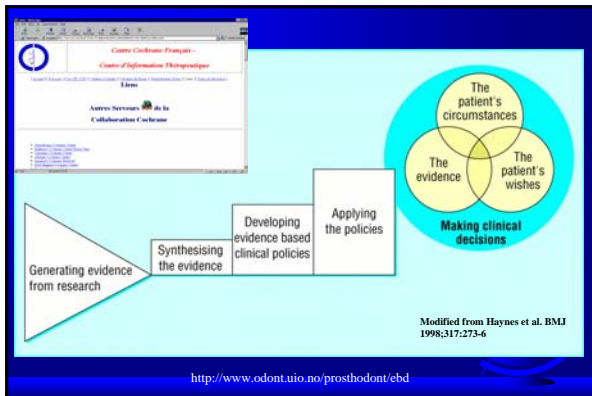 Centre Cochrane Français -
Centre d'Information Thérapeutique
Liens
Autres Serveurs de la
Collaboration Cochrane
The
patient's
circumstances
The
evidence
The
patient's
wishes
Making clinical
decisions
Applying
the policies
Developing
evidence based
clinical policies
Synthesising
the evidence
Generating evidence
from research
Modified from Haynes et al. BMJ
1998;317:273-6
http://www.odont.uio.no/prosthodont/ebd